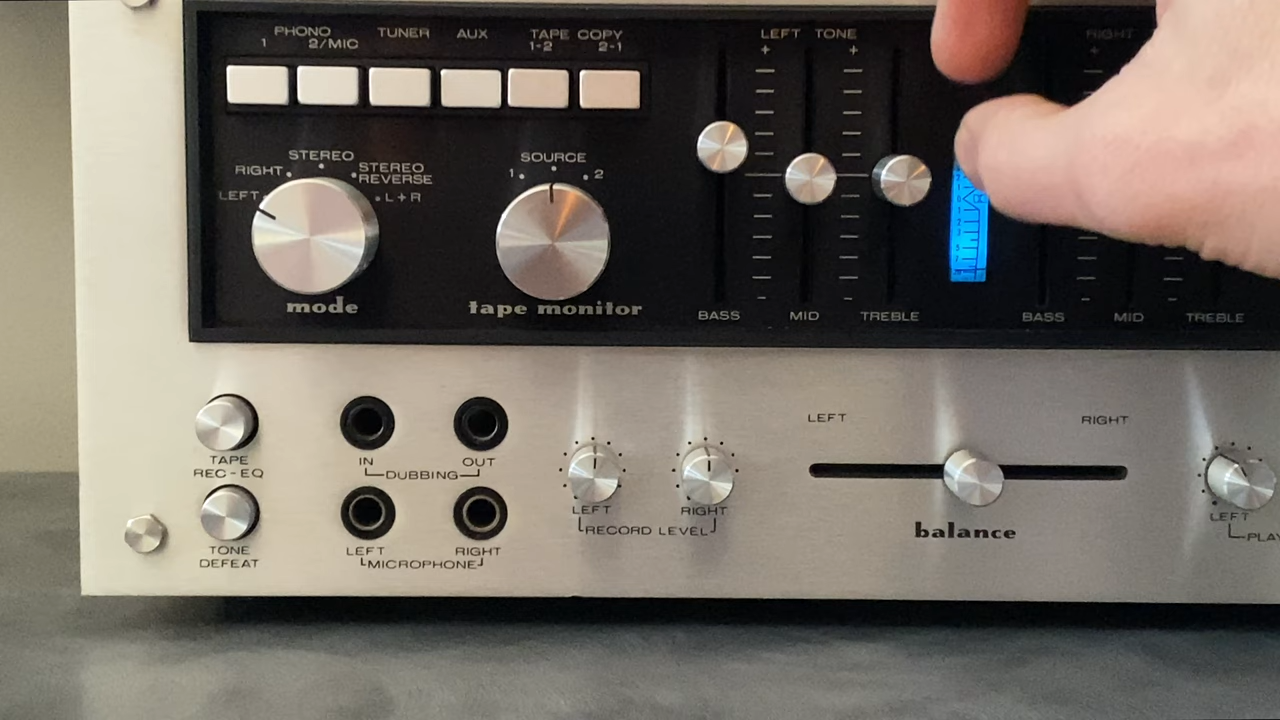 PHONO TUNER AUX TAPE COPY
1 2/MIC 1-2 2-1
LEFT TONE
+ +
RIGHT
+
STEREO
RIGHT STEREO REVERSE
LEFT L+R
mode
SOURCE
1 2
tape monitor
BASS MID TREBLE
BASS MID TREBLE
TAPE REC-EQ
TONE DEFEAT
IN OUT
DUBBING
LEFT RIGHT
MICROPHONE
LEFT RIGHT
RECORD LEVEL
LEFT RIGHT
balance
LEFT
PLAY